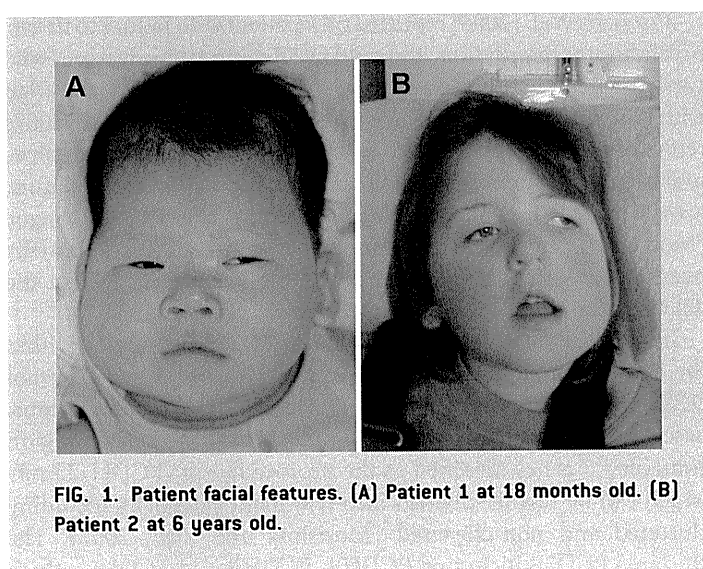 A
B
FIG. 1. Patient facial features. (A) Patient 1 at 18 months old. (B)
Patient 2 at 6 years old.